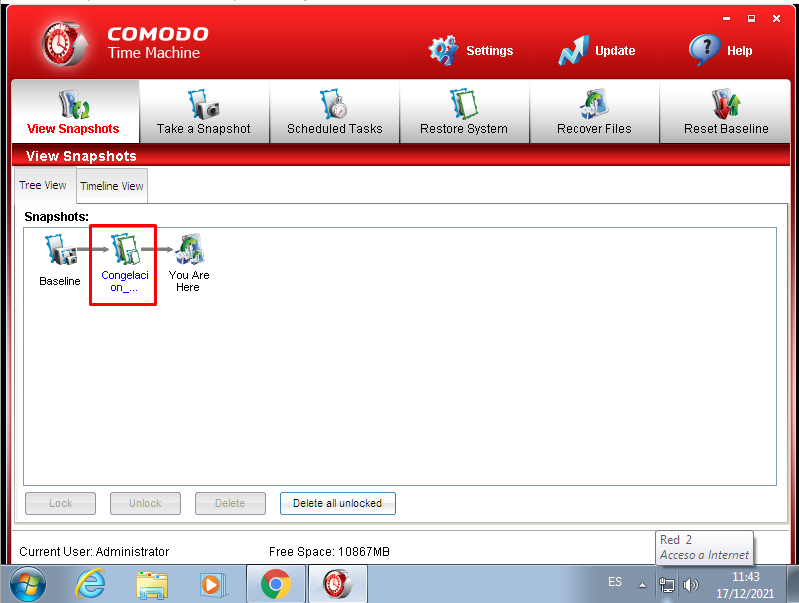 COMODO
Time Machine
Settings
Update
Help
View Snapshots
Take a Snapshot
Scheduled Tasks
Restore System
Recover Files
Reset Baseline
View Snapshots
Tree View
Timeline View
Snapshots:
Baseline
Congelaci
on_...
You Are
Here
Lock
Unlock
Delete
Delete all unlocked
Current User: Administrator
Free Space: 10867MB
Red 2
Acceso a Internet
ES
11:43
17/12/2021